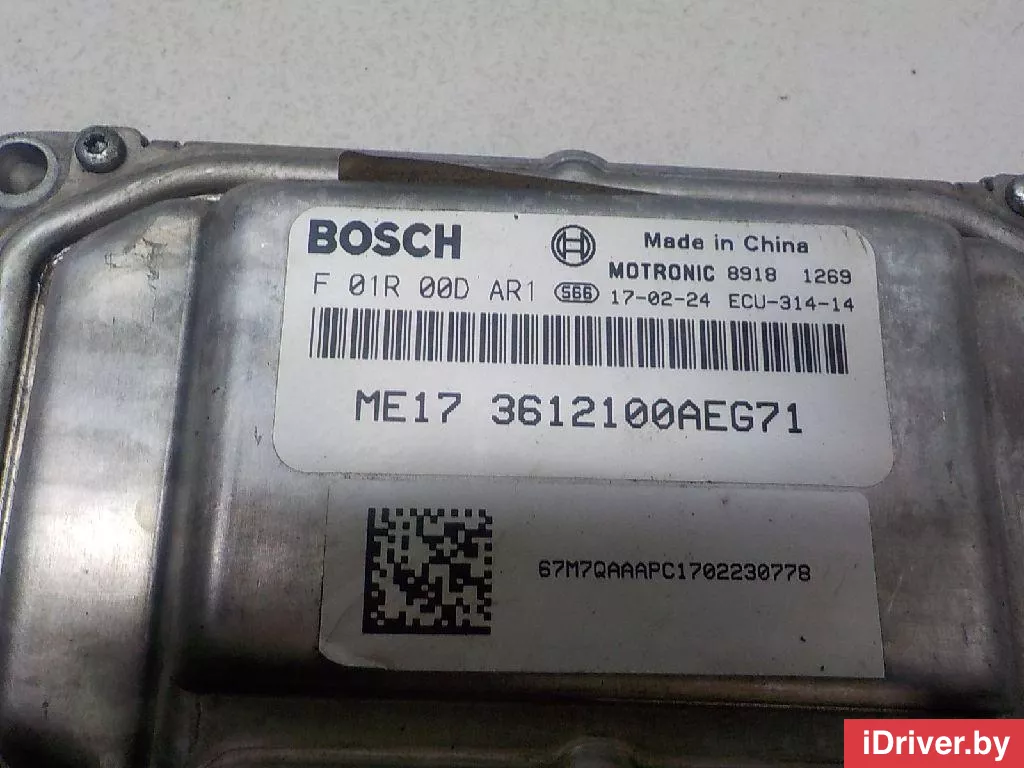 BOSCH Made in China
MOTRONIC 8918 1269
F 01R 00D AR1 S66 17-02-24 ECU-314-14
ME17 3612100AEG71
67M7QAAAPC1702230778
iDriver.by